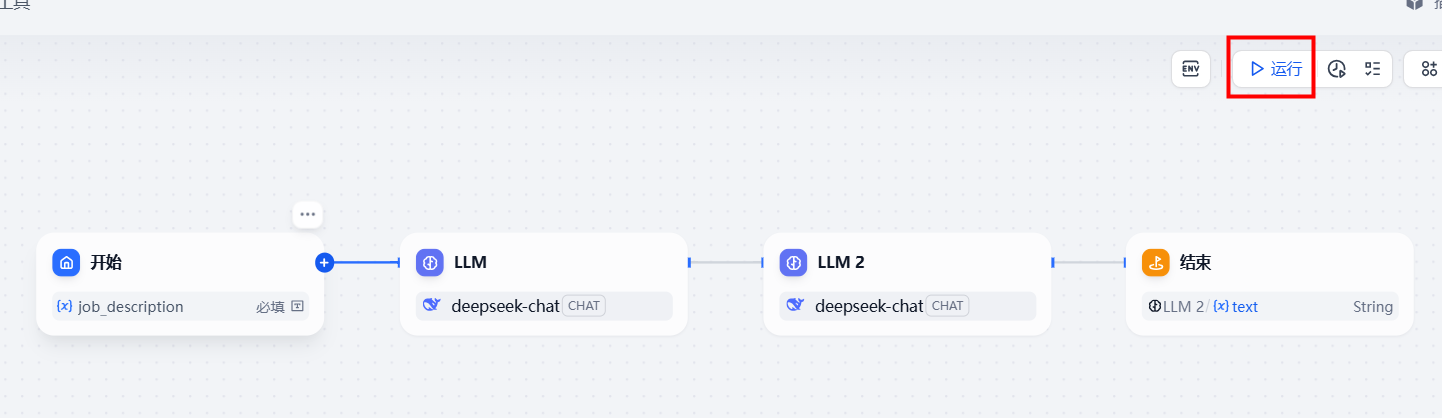 工具
ENV
运行
开始
LLM
LLM 2
结束
{x} job_description 必填
deepseek-chat CHAT
deepseek-chat CHAT
LLM 2/{x} text String